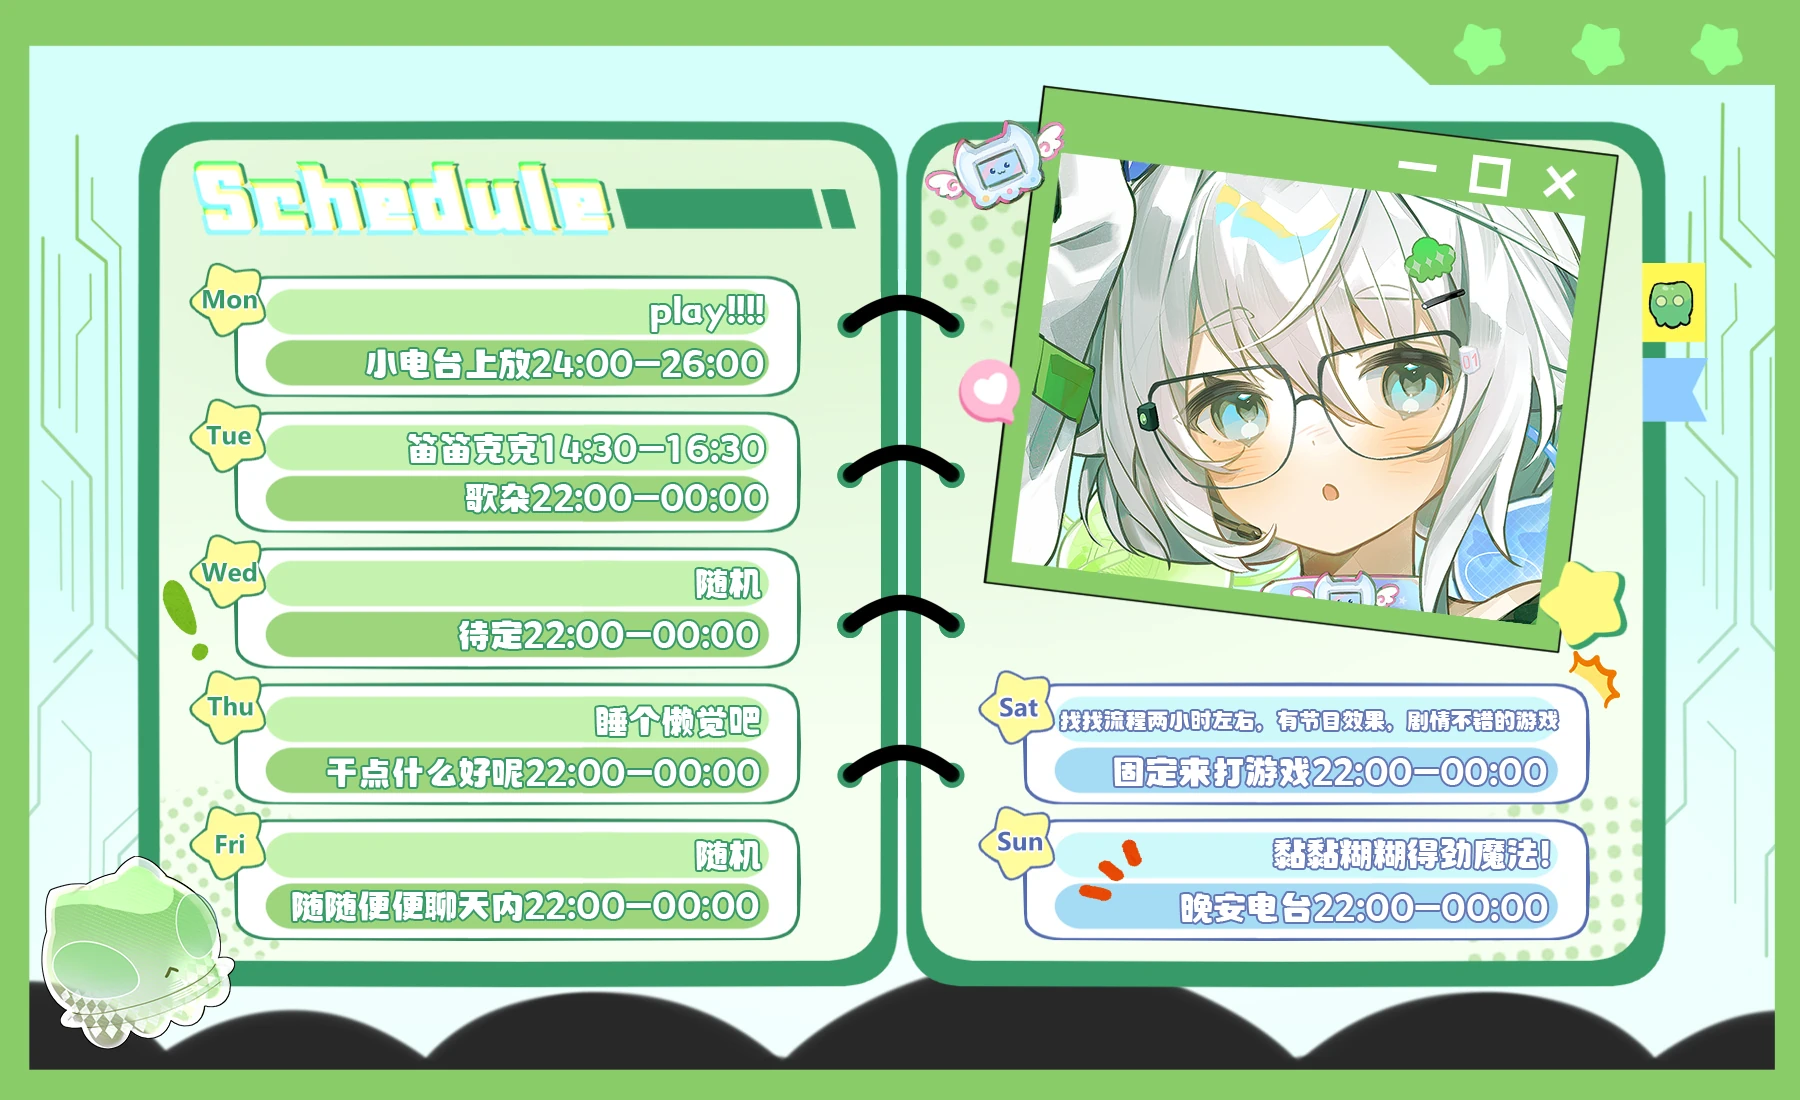 Schedule
Mon
play!!!!
小电台上放24:00—26:00
Tue
笛笛克克14:30—16:30
歌杂22:00—00:00
Wed
随机
待定22:00—00:00
Thu
睡个懒觉吧
干点什么好呢22:00—00:00
Fri
随机
随随便便聊天内22:00—00:00
01
Sat
找找流程两小时左右，有节目效果，剧情不错的游戏
固定来打游戏22:00—00:00
Sun
黏黏糊糊得劲魔法!
晚安电台22:00—00:00